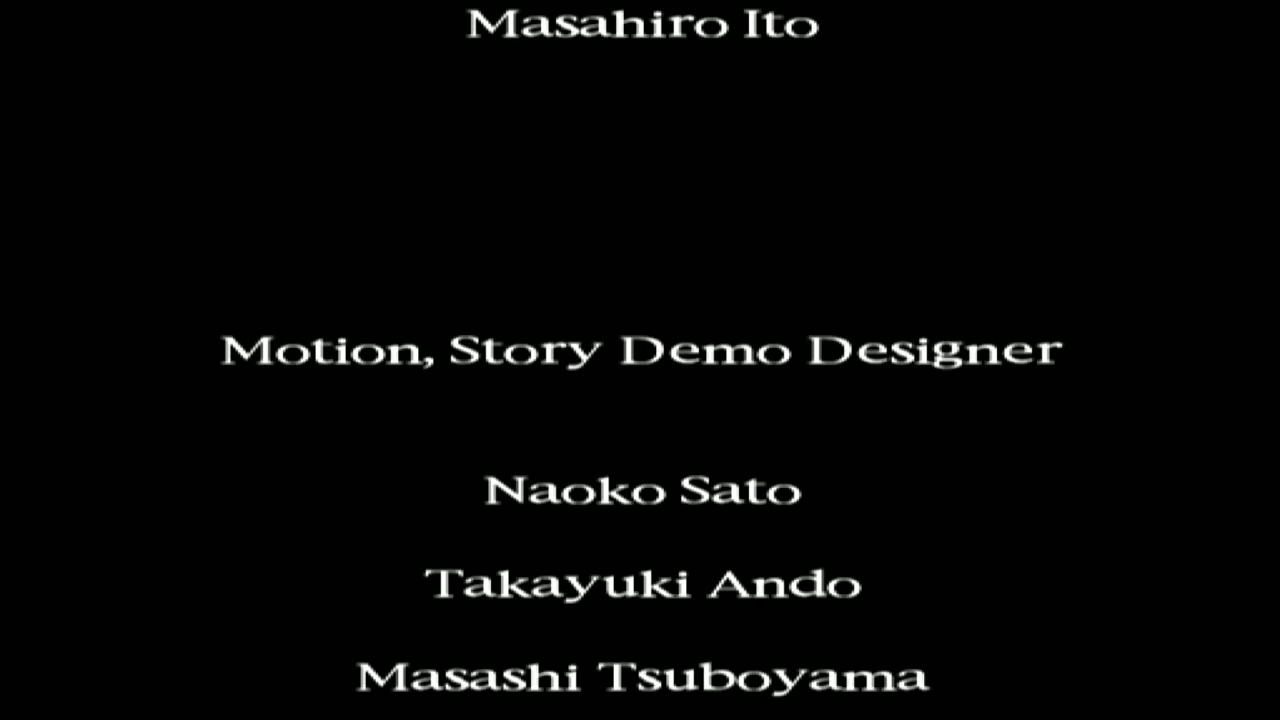 Masahiro Ito
Motion, Story Demo Designer
Naoko Sato
Takayuki Ando
Masashi Tsuboyama